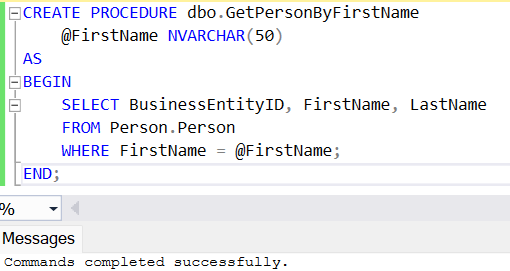 CREATE PROCEDURE dbo.GetPersonByFirstName
    @FirstName NVARCHAR(50)
AS
BEGIN
    SELECT BusinessEntityID, FirstName, LastName
    FROM Person.Person
    WHERE FirstName = @FirstName;
END;
%
Messages
Commands completed successfully.